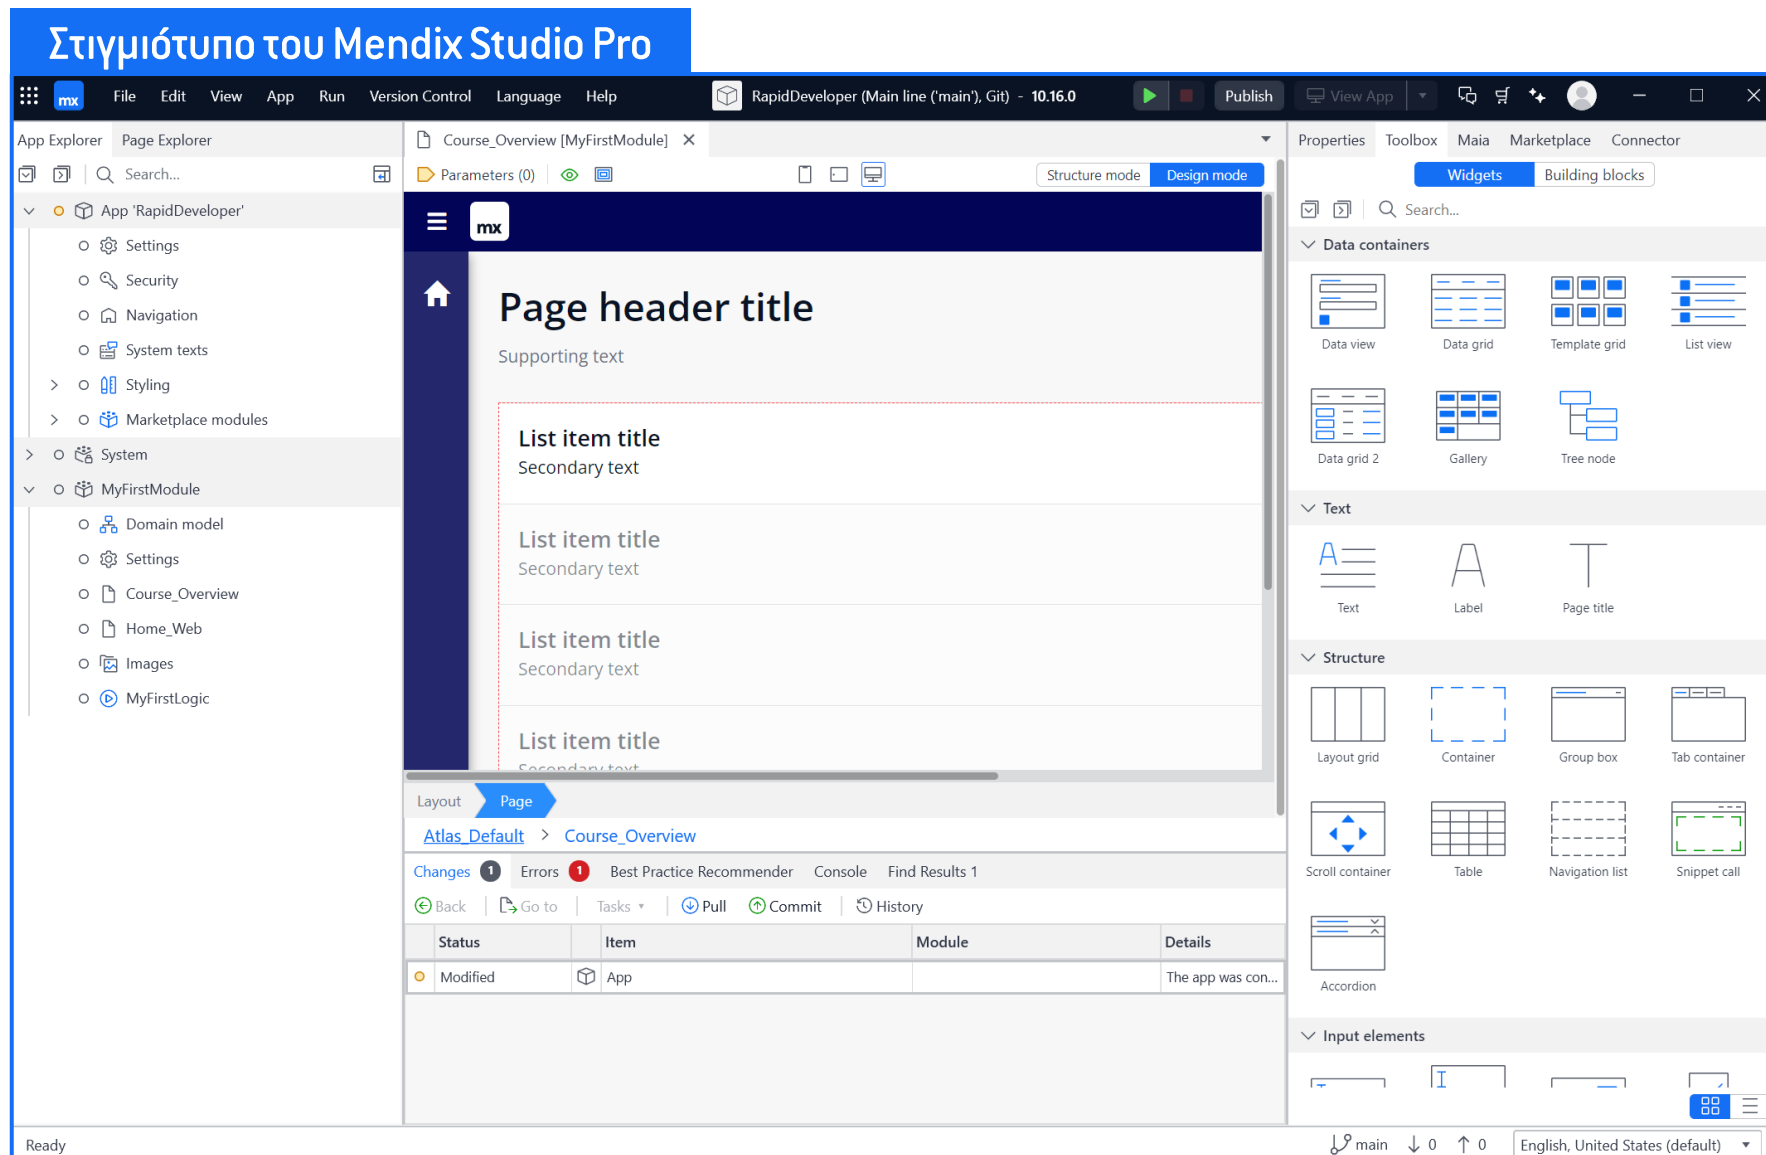 Στιγμιότυπο του Mendix Studio Pro
mx File Edit View App Run Version Control Language Help RapidDeveloper (Main line ('main'), Git) - 10.16.0 Publish View App
App Explorer Page Explorer
Search...
App 'RapidDeveloper'
Settings
Security
Navigation
System texts
Styling
Marketplace modules
System
MyFirstModule
Domain model
Settings
Course_Overview
Home_Web
Images
MyFirstLogic
Course_Overview [MyFirstModule]
Parameters (0) Structure mode Design mode
mx
Page header title
Supporting text
List item title
Secondary text
List item title
Secondary text
List item title
Secondary text
List item title
Secondary text
Layout Page
Atlas_Default > Course_Overview
Changes 1 Errors 1 Best Practice Recommender Console Find Results 1
Back Go to Tasks Pull Commit History
Status Item Module Details
Modified App The app was con...
Properties Toolbox Maia Marketplace Connector
Widgets Building blocks
Search...
Data containers
Data view Data grid Template grid List view
Data grid 2 Gallery Tree node
Text
Text Label Page title
Structure
Layout grid Container Group box Tab container
Scroll container Table Navigation list Snippet call
Accordion
Input elements
Ready main 0 0 English, United States (default)